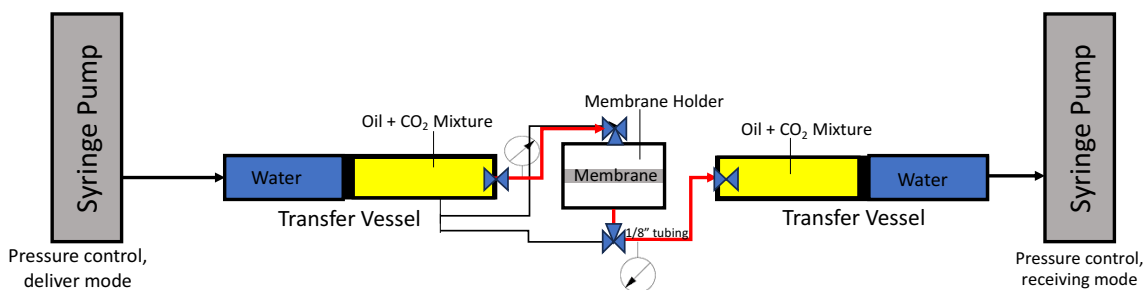 Syringe Pump
Pressure control,
deliver mode
Water
Oil + CO₂ Mixture
Transfer Vessel
Membrane Holder
Membrane
1/8” tubing
Oil + CO₂ Mixture
Water
Transfer Vessel
Syringe Pump
Pressure control,
receiving mode